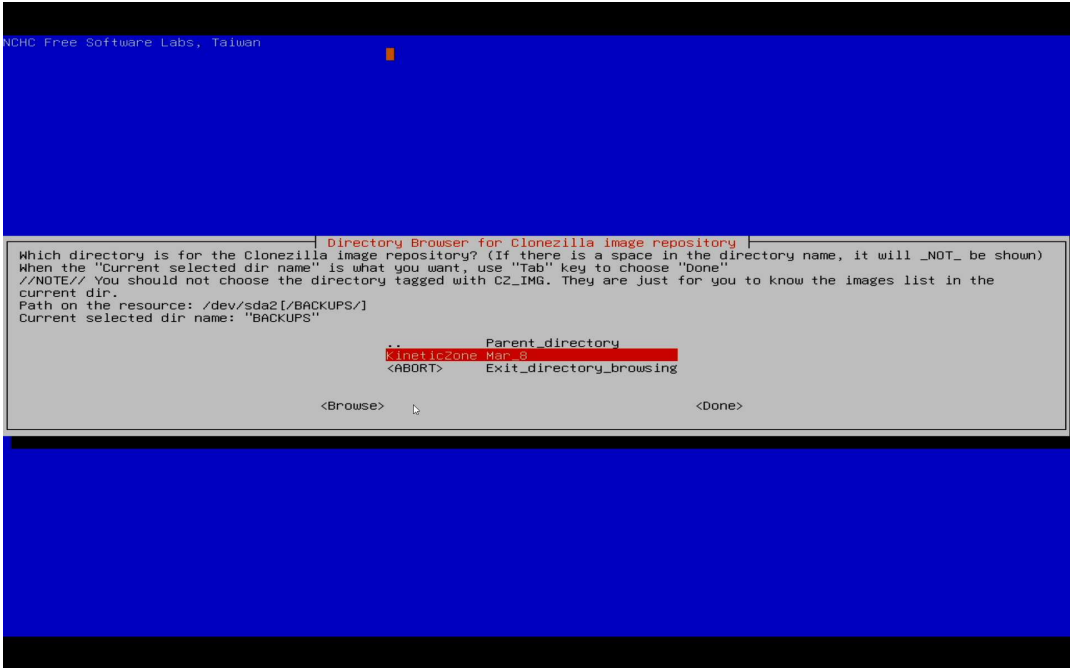 NCHC Free Software Labs, Taiwan
Directory Browser for Clonezilla image repository
Which directory is for the Clonezilla image repository? (If there is a space in the directory name, it will _NOT_ be shown)
When the "Current selected dir name" is what you want, use "Tab" key to choose "Done"
//NOTE// You should not choose the directory tagged with CZ_IMG. They are just for you to know the images list in the
current dir.
Path on the resource: /dev/sda2[/BACKUPS/]
Current selected dir name: "BACKUPS"
.. Parent_directory
KineticZone Mar_8
<ABORT> Exit_directory_browsing
<Browse> <Done>